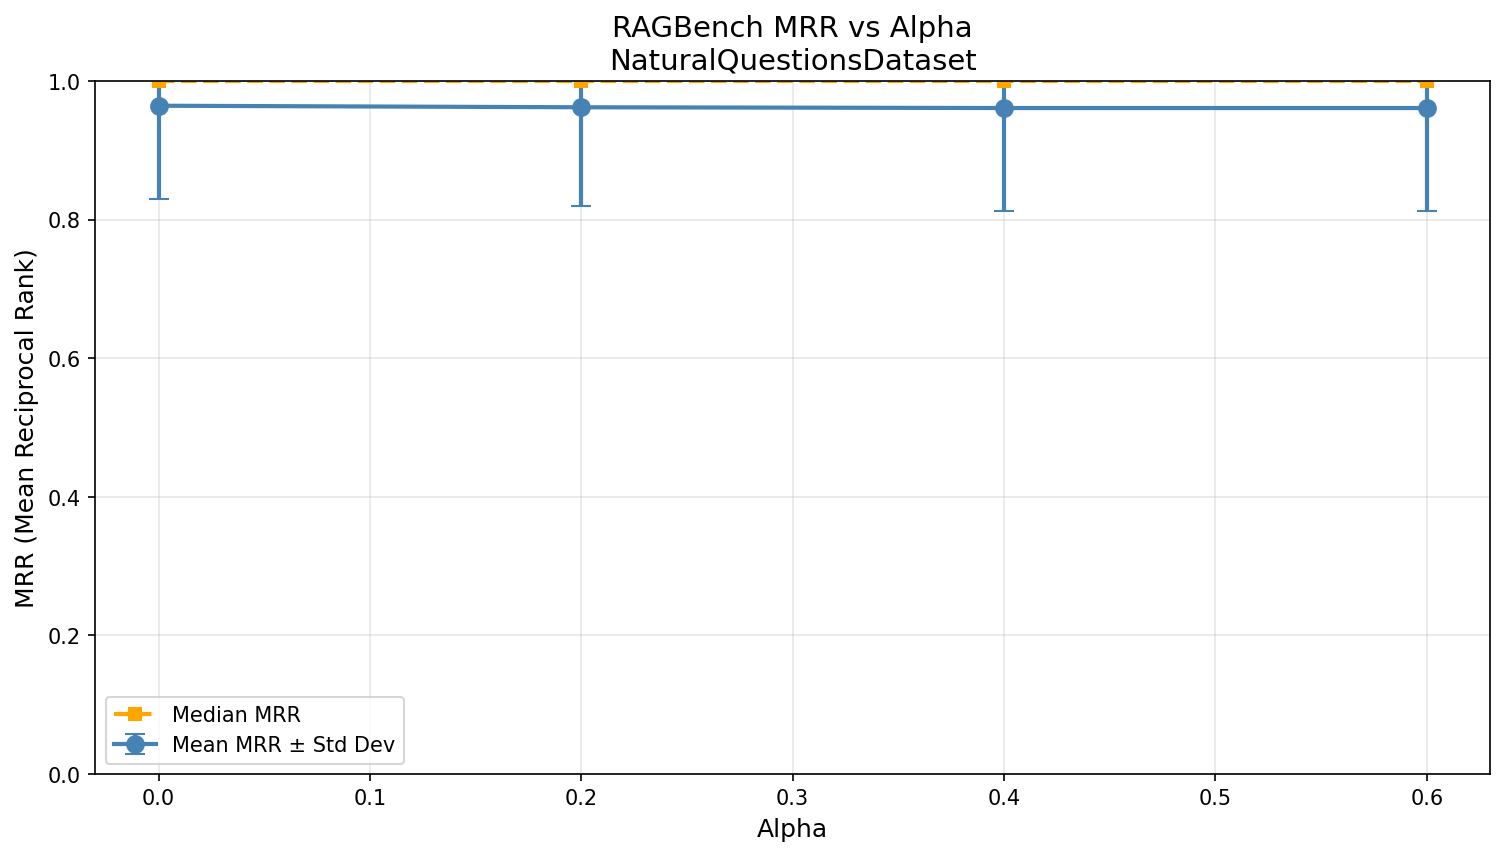 RAGBench MRR vs Alpha
NaturalQuestionsDataset
MRR (Mean Reciprocal Rank)
1.0
0.8
0.6
0.4
0.2
0.0
Median MRR
Mean MRR ± Std Dev
0.0 0.1 0.2 0.3 0.4 0.5 0.6
Alpha